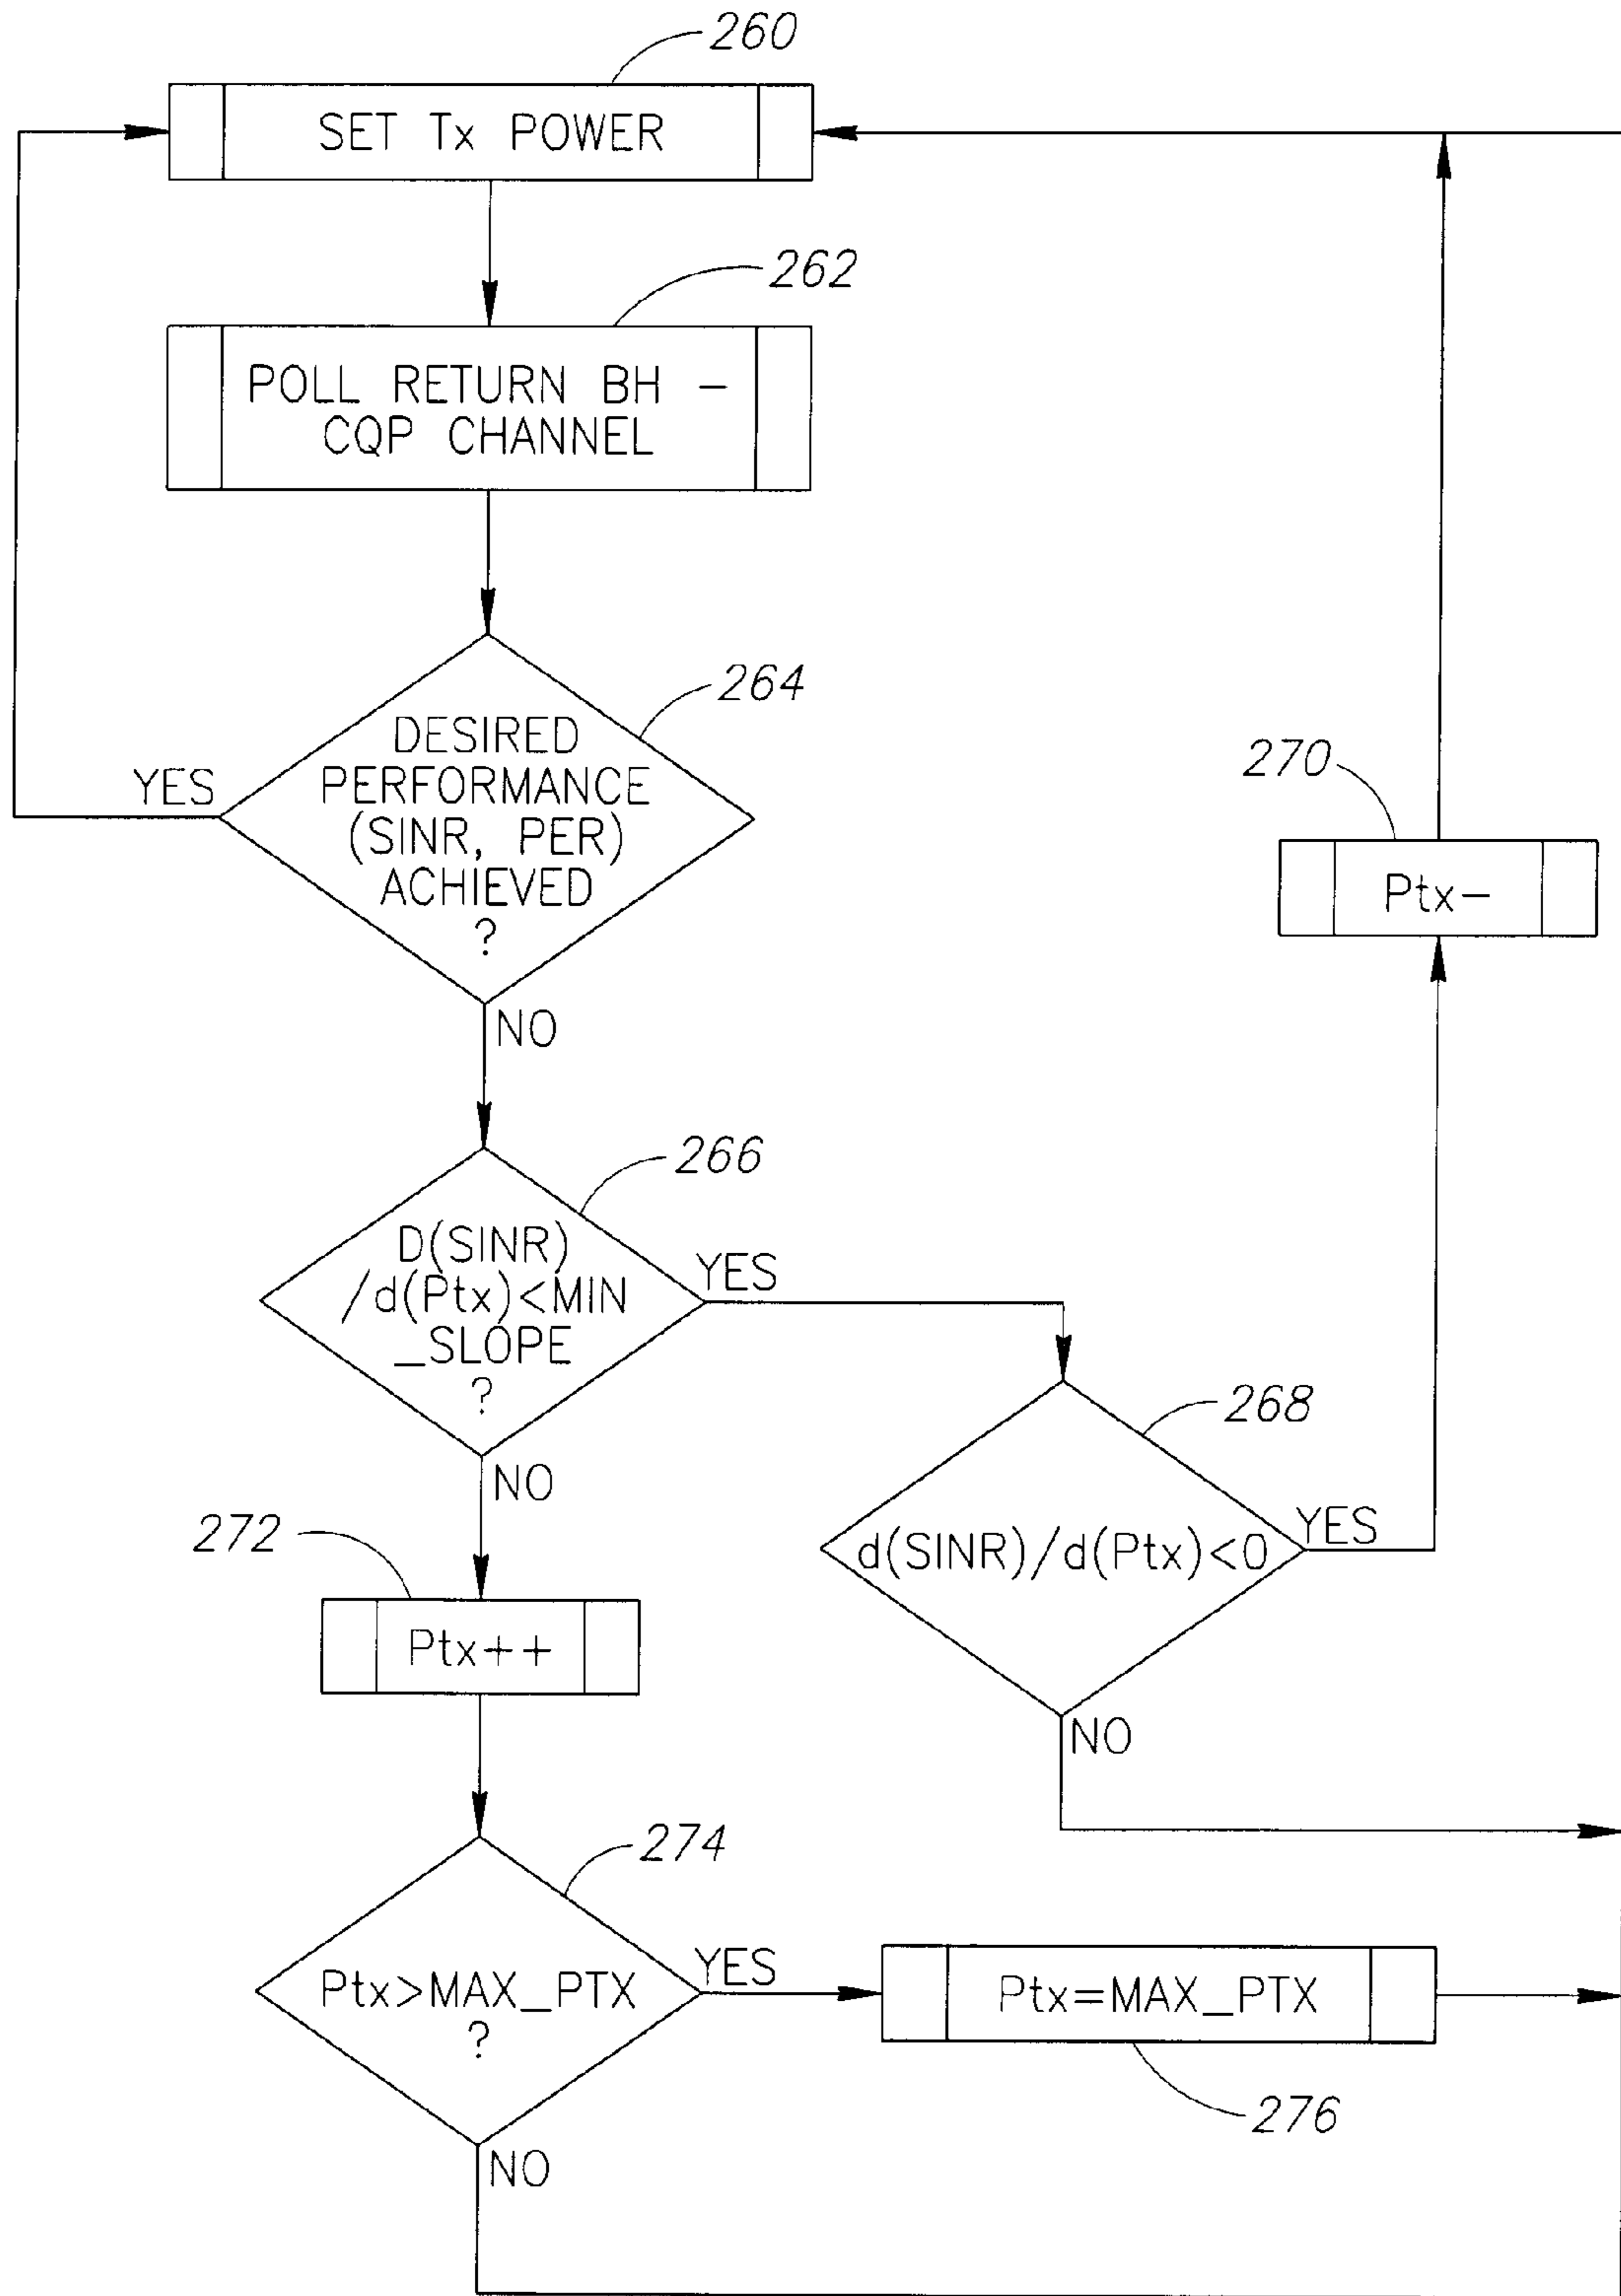 260
SET Tx POWER
262
POLL RETURN BH -
CQP CHANNEL
264
DESIRED
PERFORMANCE
(SINR, PER)
ACHIEVED
?
YES
NO
270
Ptx-
266
D(SINR)
/d(Ptx)<MIN
_SLOPE
?
YES
NO
268
d(SINR)/d(Ptx)<0
YES
NO
272
Ptx++
274
Ptx>MAX_PTX
?
YES
NO
Ptx=MAX_PTX
276